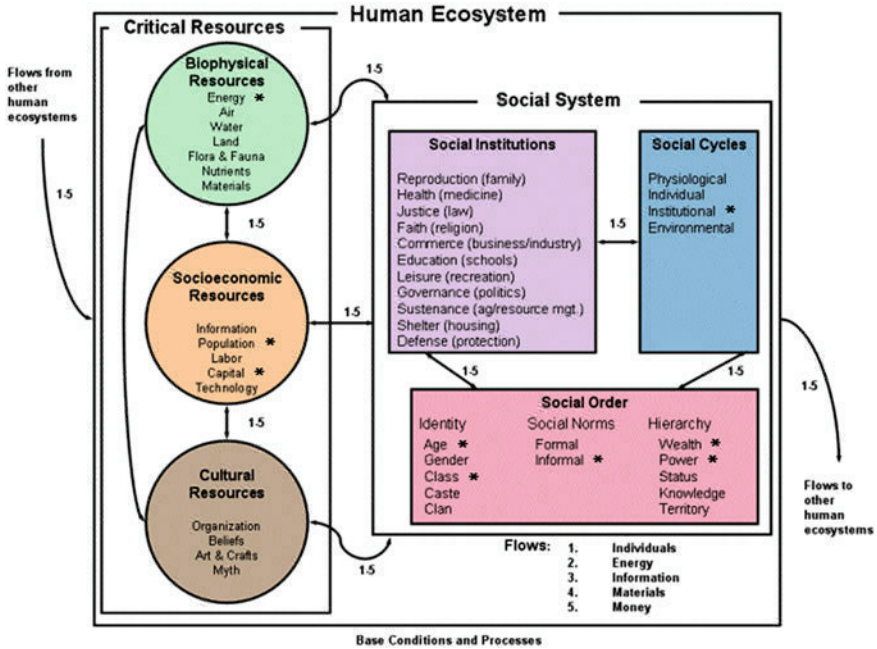 Human Ecosystem
Critical Resources
Flows from
other
human
ecosystems
1-5
Biophysical
Resources
Energy *
Air
Water
Land
Flora & Fauna
Nutrients
Materials
1-5
Socioeconomic
Resources
Information
Population *
Labor
Capital *
Technology
1-5
Cultural
Resources
Organization
Beliefs
Art & Crafts
Myth
1-5
1-5
1-5
Social System
Social Institutions
Reproduction (family)
Health (medicine)
Justice (law)
Faith (religion)
Commerce (business/industry)
Education (schools)
Leisure (recreation)
Governance (politics)
Sustenance (ag/resource mgt.)
Shelter (housing)
Defense (protection)
1-5
Social Cycles
Physiological
Individual
Institutional *
Environmental
1-5
1-5
Social Order
Identity
Age *
Gender
Class *
Caste
Clan
Social Norms
Formal
Informal *
Hierarchy
Wealth *
Power *
Status
Knowledge
Territory
1-5
Flows to
other
human
ecosystems
Flows:
1. Individuals
2. Energy
3. Information
4. Materials
5. Money
Base Conditions and Processes